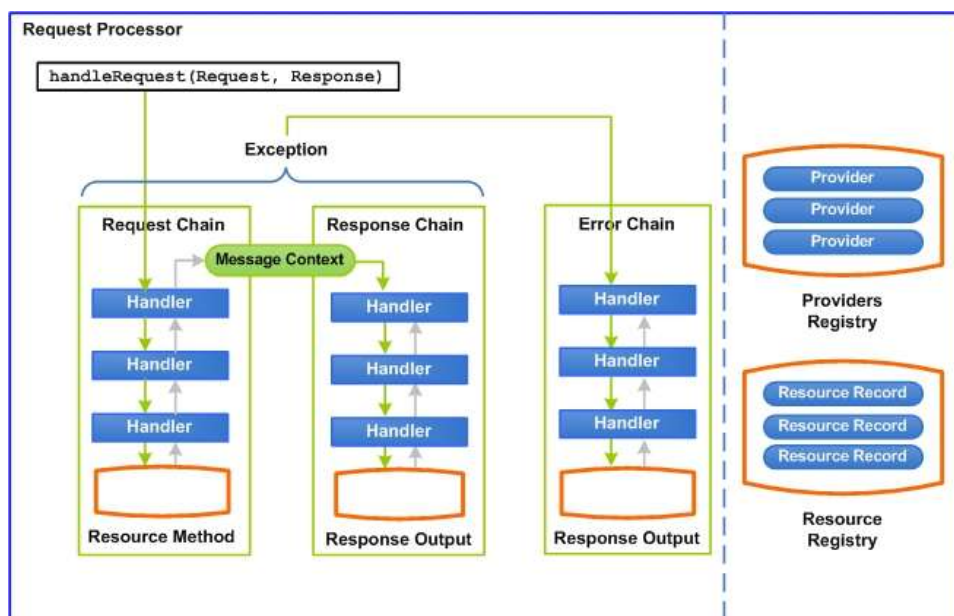 Request Processor
handleRequest(Request, Response)
Exception
Request Chain
Response Chain
Error Chain
Message Context
Handler
Handler
Handler
Resource Method
Handler
Handler
Handler
Response Output
Handler
Handler
Handler
Response Output
Provider
Provider
Provider
Providers
Registry
Resource Record
Resource Record
Resource Record
Resource
Registry